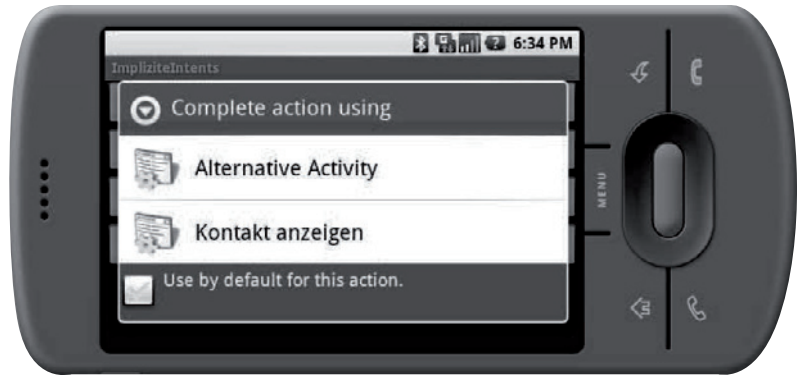 6:34 PM
ImpliziteIntents
Complete action using
Alternative Activity
Kontakt anzeigen
Use by default for this action.
MENU